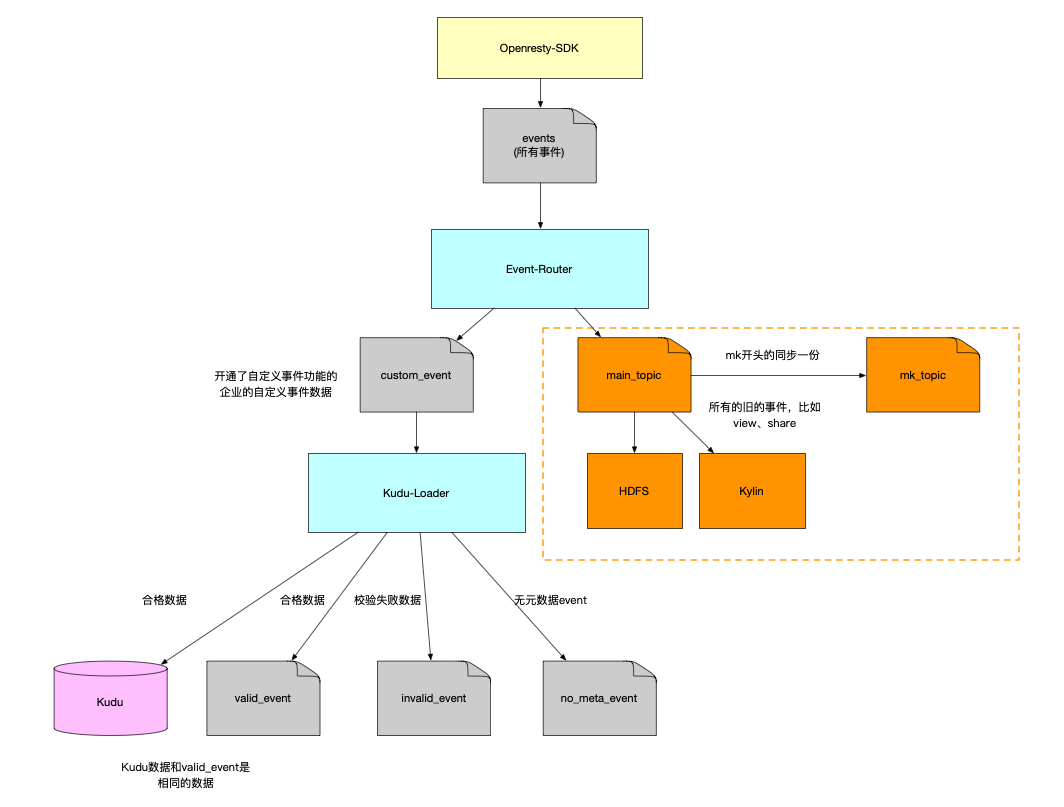 Openresty-SDK
events
(所有事件)
Event-Router
custom_event
开通了自定义事件功能的
企业的自定义事件数据
main_topic
mk开头的同步一份
mk_topic
所有的旧的事件，比如
view、share
Kudu-Loader
HDFS
Kylin
合格数据
合格数据
校验失败数据
无元数据event
Kudu
valid_event
invalid_event
no_meta_event
Kudu数据和valid_event是
相同的数据